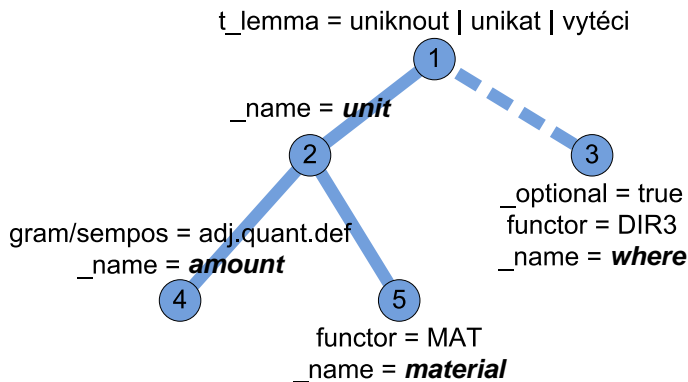 t_lemma = uniknout | unikat | vytéci
1
_name = unit
2
3
_optional = true
functor = DIR3
_name = where
gram/sempos = adj.quant.def
_name = amount
4
5
functor = MAT
_name = material